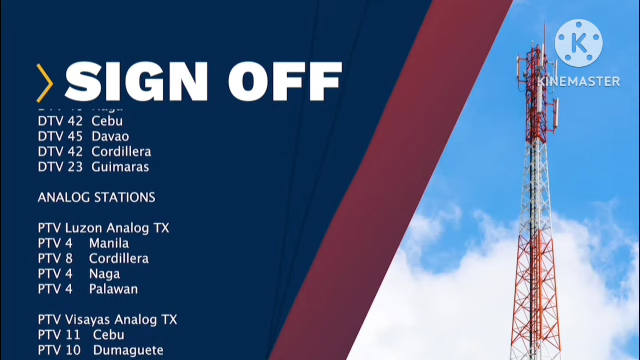 SIGN OFF
DTV 42 Cebu
DTV 45 Davao
DTV 42 Cordillera
DTV 23 Guimaras
ANALOG STATIONS
PTV Luzon Analog TX
PTV 4 Manila
PTV 8 Cordillera
PTV 4 Naga
PTV 4 Palawan
PTV Visayas Analog TX
PTV 11 Cebu
PTV 10 Dumaguete
K
KINEMASTER